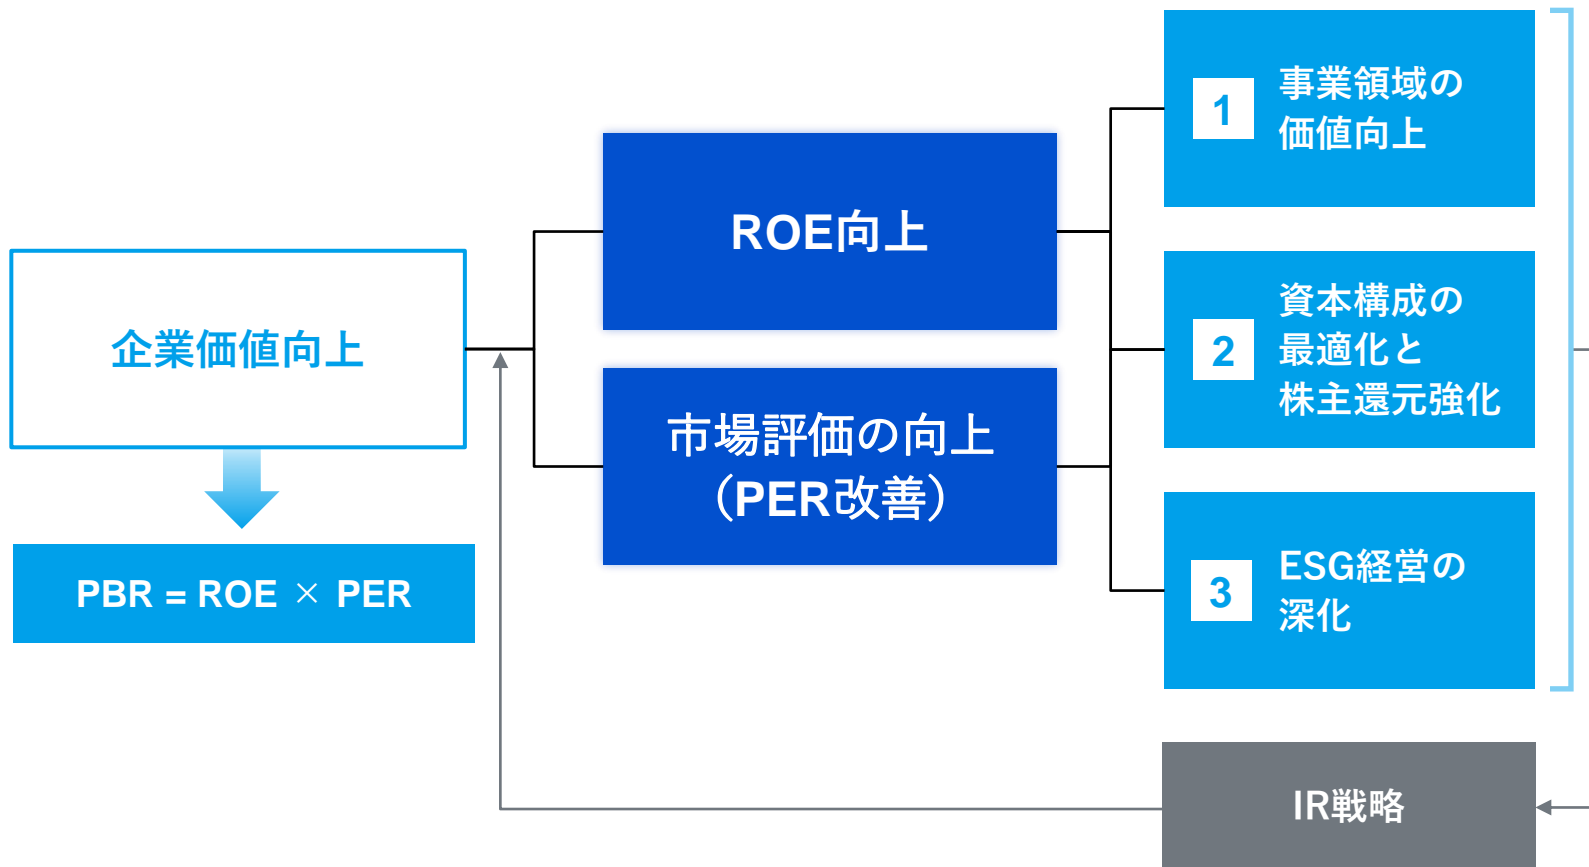 企業価値向上
PBR = ROE × PER
ROE向上
市場評価の向上
（PER改善）
1
事業領域の
価値向上
2
資本構成の
最適化と
株主還元強化
3
ESG経営の
深化
IR戦略